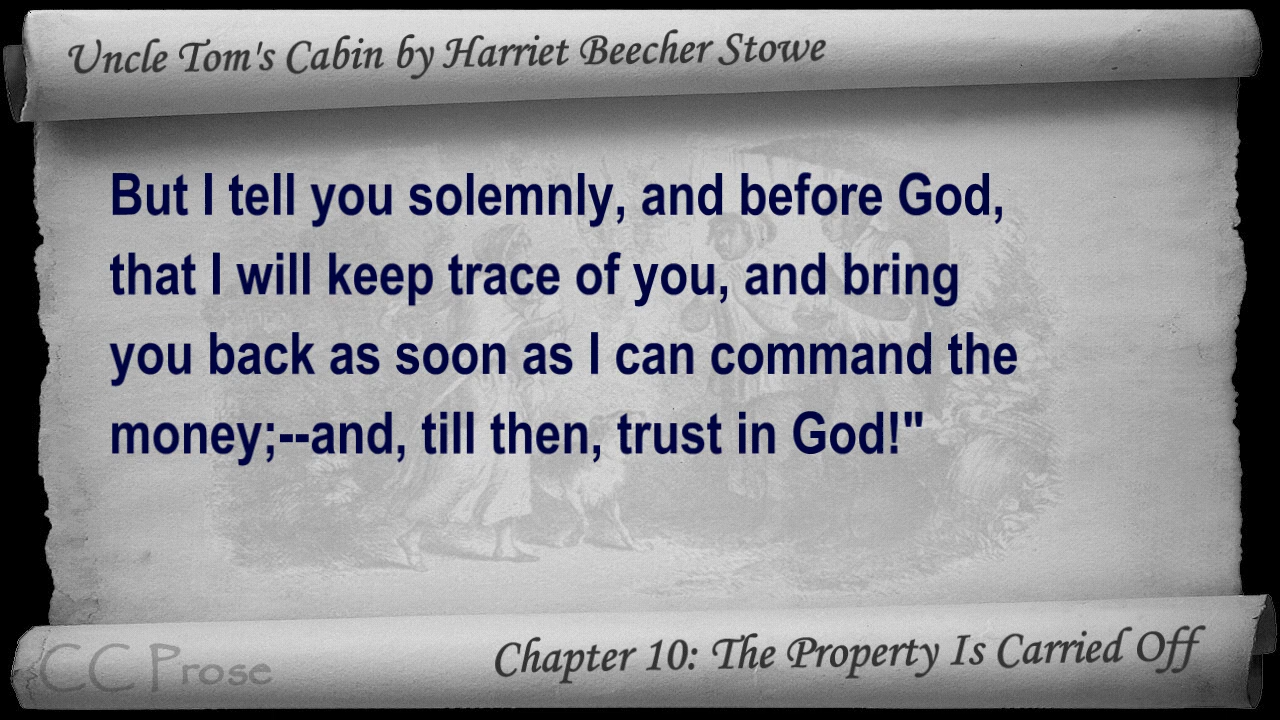 Uncle Tom's Cabin by Harriet Beecher Stowe
But I tell you solemnly, and before God,
that I will keep trace of you, and bring
you back as soon as I can command the
money;--and, till then, trust in God!"
Chapter 10: The Property Is Carried Off
CC Prose